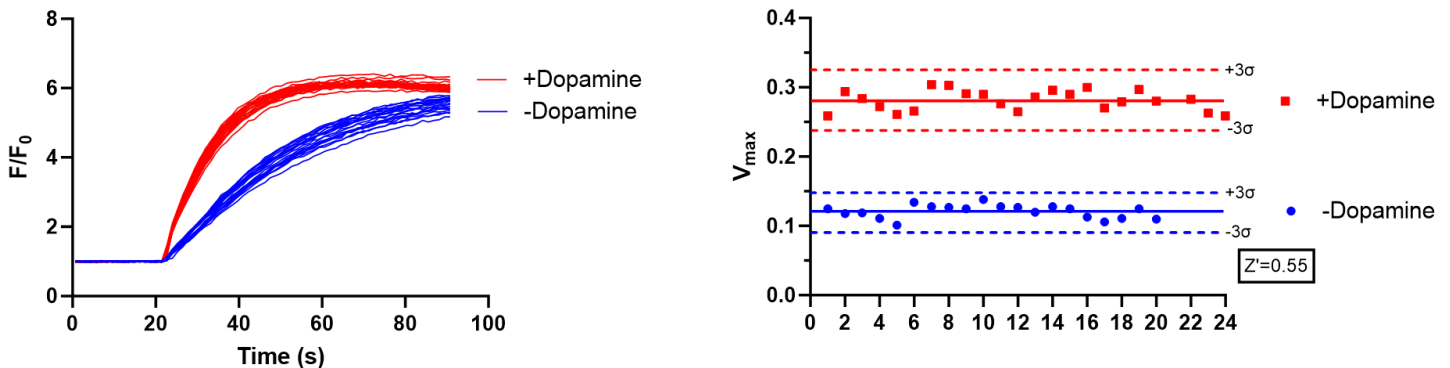 8
6
4
2
0
F/F0
0 20 40 60 80 100
Time (s)
+Dopamine
-Dopamine
0.4
0.3
0.2
0.1
0.0
Vmax
0 2 4 6 8 10 12 14 16 18 20 22 24
+3σ
-3σ
+3σ
-3σ
+Dopamine
-Dopamine
Z'=0.55